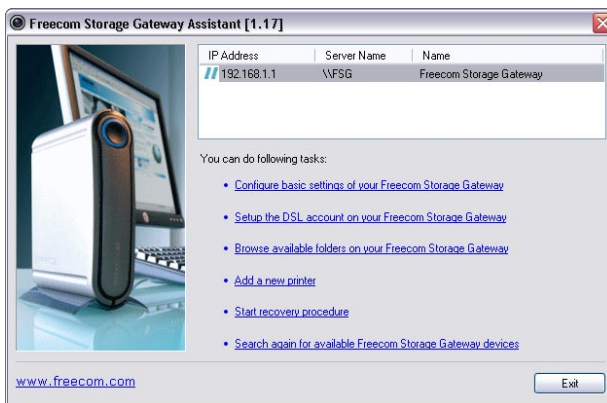 Freecom Storage Gateway Assistant [1.17]
IP Address Server Name Name
192.168.1.1 \\FSG Freecom Storage Gateway
You can do following tasks:
• Configure basic settings of your Freecom Storage Gateway
• Setup the DSL account on your Freecom Storage Gateway
• Browse available folders on your Freecom Storage Gateway
• Add a new printer
• Start recovery procedure
• Search again for available Freecom Storage Gateway devices
www.freecom.com
Exit